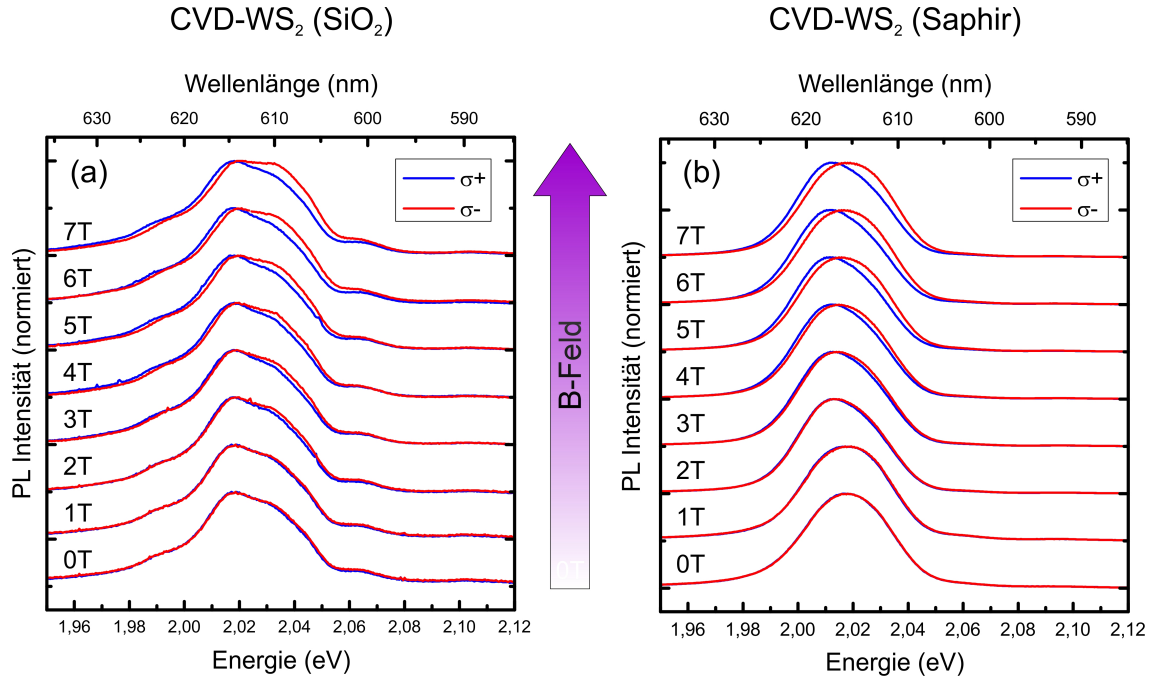 CVD-WS₂ (SiO₂)
Wellenlänge (nm)
630 620 610 600 590
(a)
σ+
σ-
7T
6T
5T
4T
3T
2T
1T
0T
PL Intensität (normiert)
1,96 1,98 2,00 2,02 2,04 2,06 2,08 2,10 2,12
Energie (eV)
B-Feld
0T
CVD-WS₂ (Saphir)
Wellenlänge (nm)
630 620 610 600 590
(b)
σ+
σ-
7T
6T
5T
4T
3T
2T
1T
0T
PL Intensität (normiert)
1,96 1,98 2,00 2,02 2,04 2,06 2,08 2,10 2,12
Energie (eV)